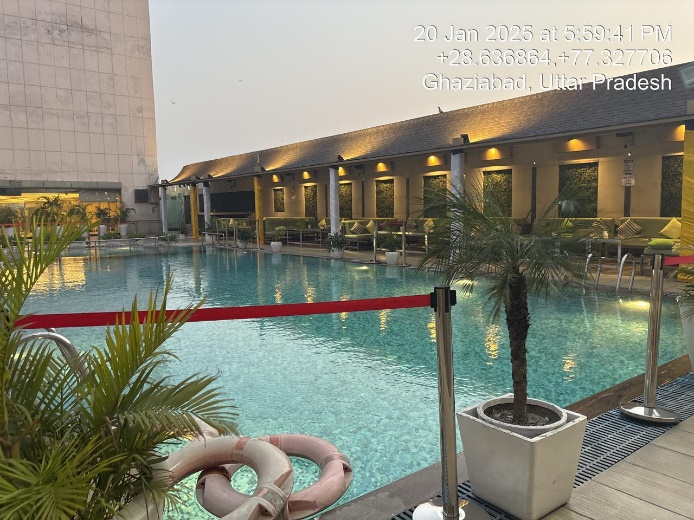 20 Jan 2025 at 5:59:41 PM
+28.636864,+77.327706
Ghaziabad, Uttar Pradesh